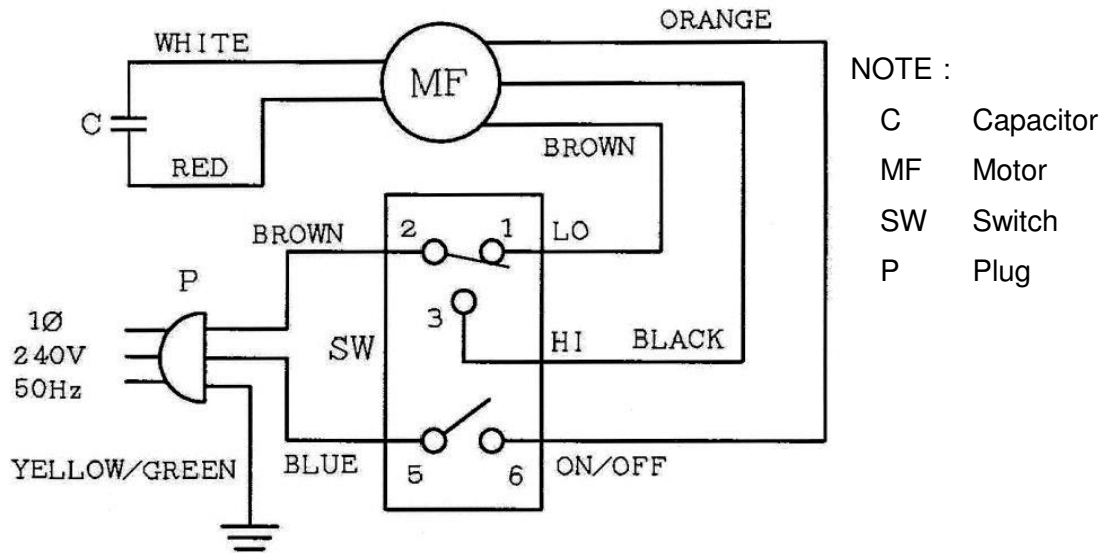 ORANGE
WHITE
MF
NOTE :
C Capacitor
C
BROWN
RED
MF Motor
SW Switch
BROWN
2
1
LO
P
P Plug
3
1Ø
SW
HI
BLACK
240V
50Hz
YELLOW/GREEN
BLUE
5
6
ON/OFF